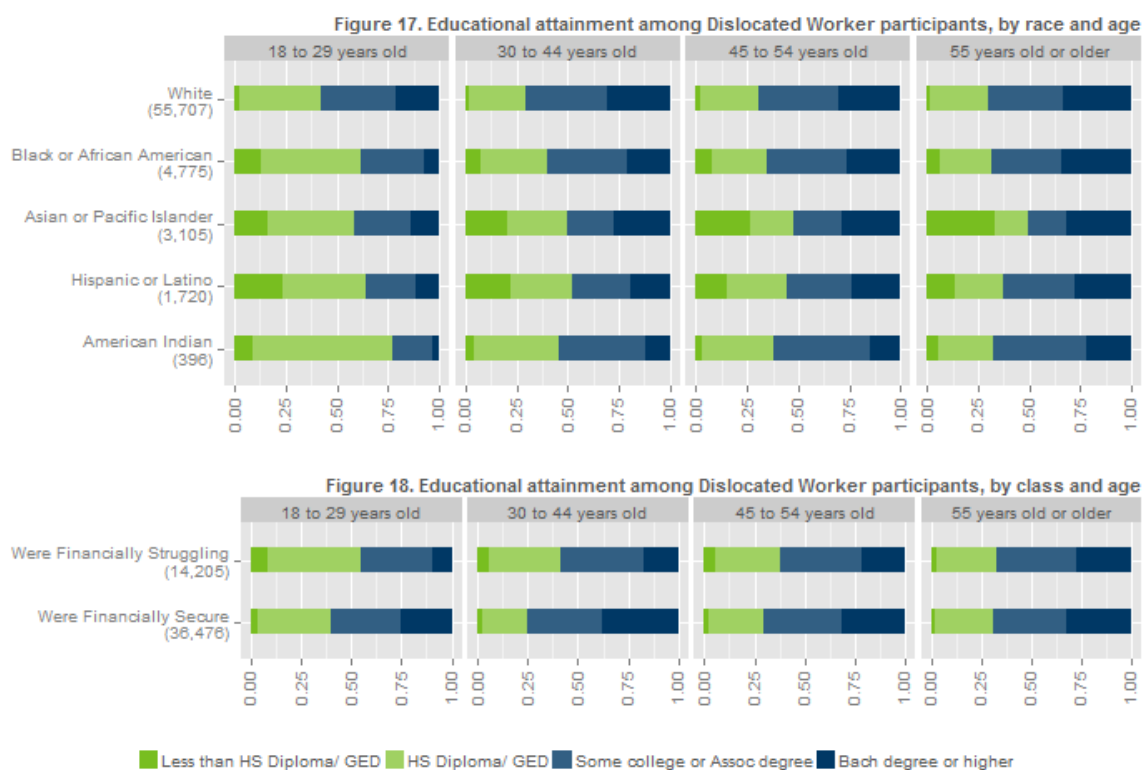 Figure 17. Educational attainment among Dislocated Worker participants, by race and age
18 to 29 years old 30 to 44 years old 45 to 54 years old 55 years old or older
White
(55,707)
Black or African American
(4,775)
Asian or Pacific Islander
(3,105)
Hispanic or Latino
(1,720)
American Indian
(396)
0.00 0.25 0.50 0.75 1.00 0.00 0.25 0.50 0.75 1.00 0.00 0.25 0.50 0.75 1.00 0.00 0.25 0.50 0.75 1.00
Figure 18. Educational attainment among Dislocated Worker participants, by class and age
18 to 29 years old 30 to 44 years old 45 to 54 years old 55 years old or older
Were Financially Struggling
(14,205)
Were Financially Secure
(36,476)
0.00 0.25 0.50 0.75 1.00 0.00 0.25 0.50 0.75 1.00 0.00 0.25 0.50 0.75 1.00 0.00 0.25 0.50 0.75 1.00
Less than HS Diploma/ GED HS Diploma/ GED Some college or Assoc degree Bach degree or higher